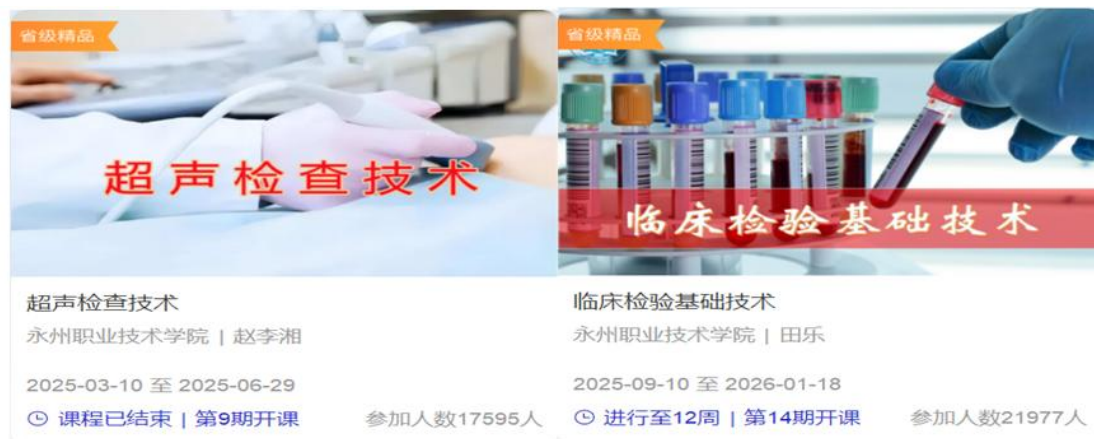 省级精品
超声检查技术
超声检查技术
永州职业技术学院 | 赵李湘
2025-03-10 至 2025-06-29
课程已结束 | 第9期开课
参加人数17595人
省级精品
临床检验基础技术
临床检验基础技术
永州职业技术学院 | 田乐
2025-09-10 至 2026-01-18
进行至12周 | 第14期开课
参加人数21977人